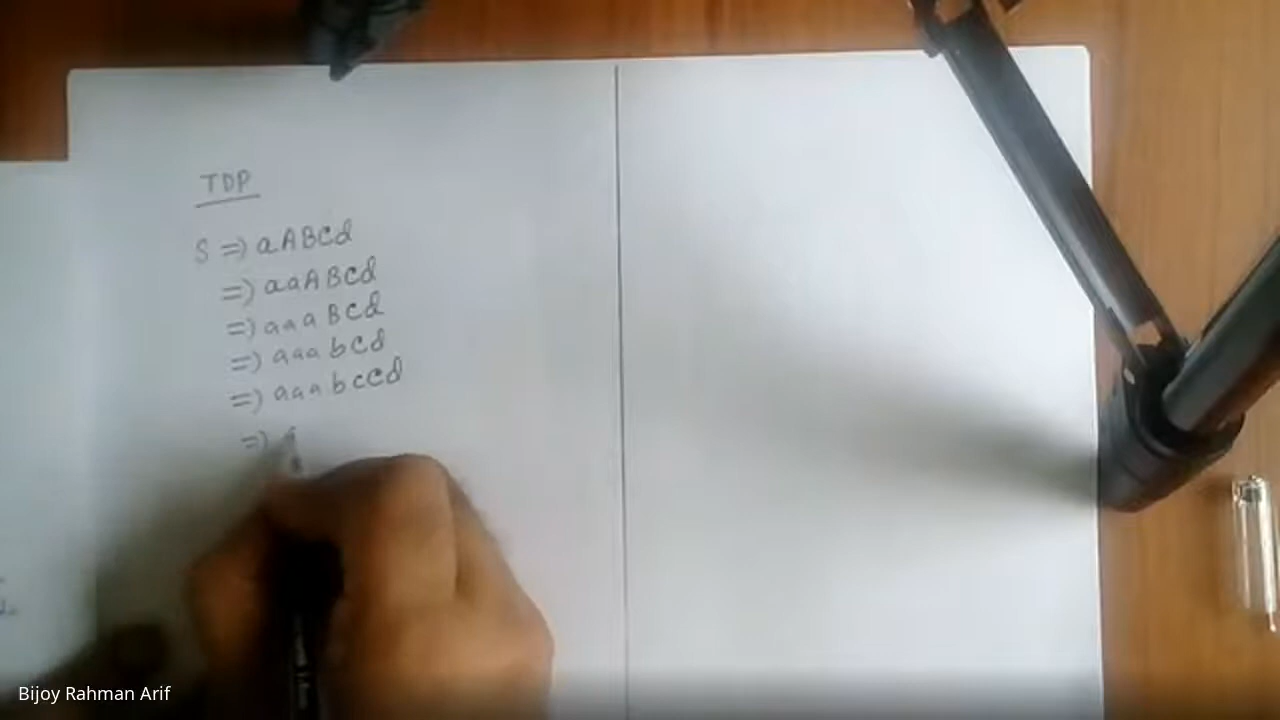 TDP
S => aABCd
=> aaABCd
=> aaaBCd
=> aaabCd
=> aaabcCd
=> a
Bijoy Rahman Arif